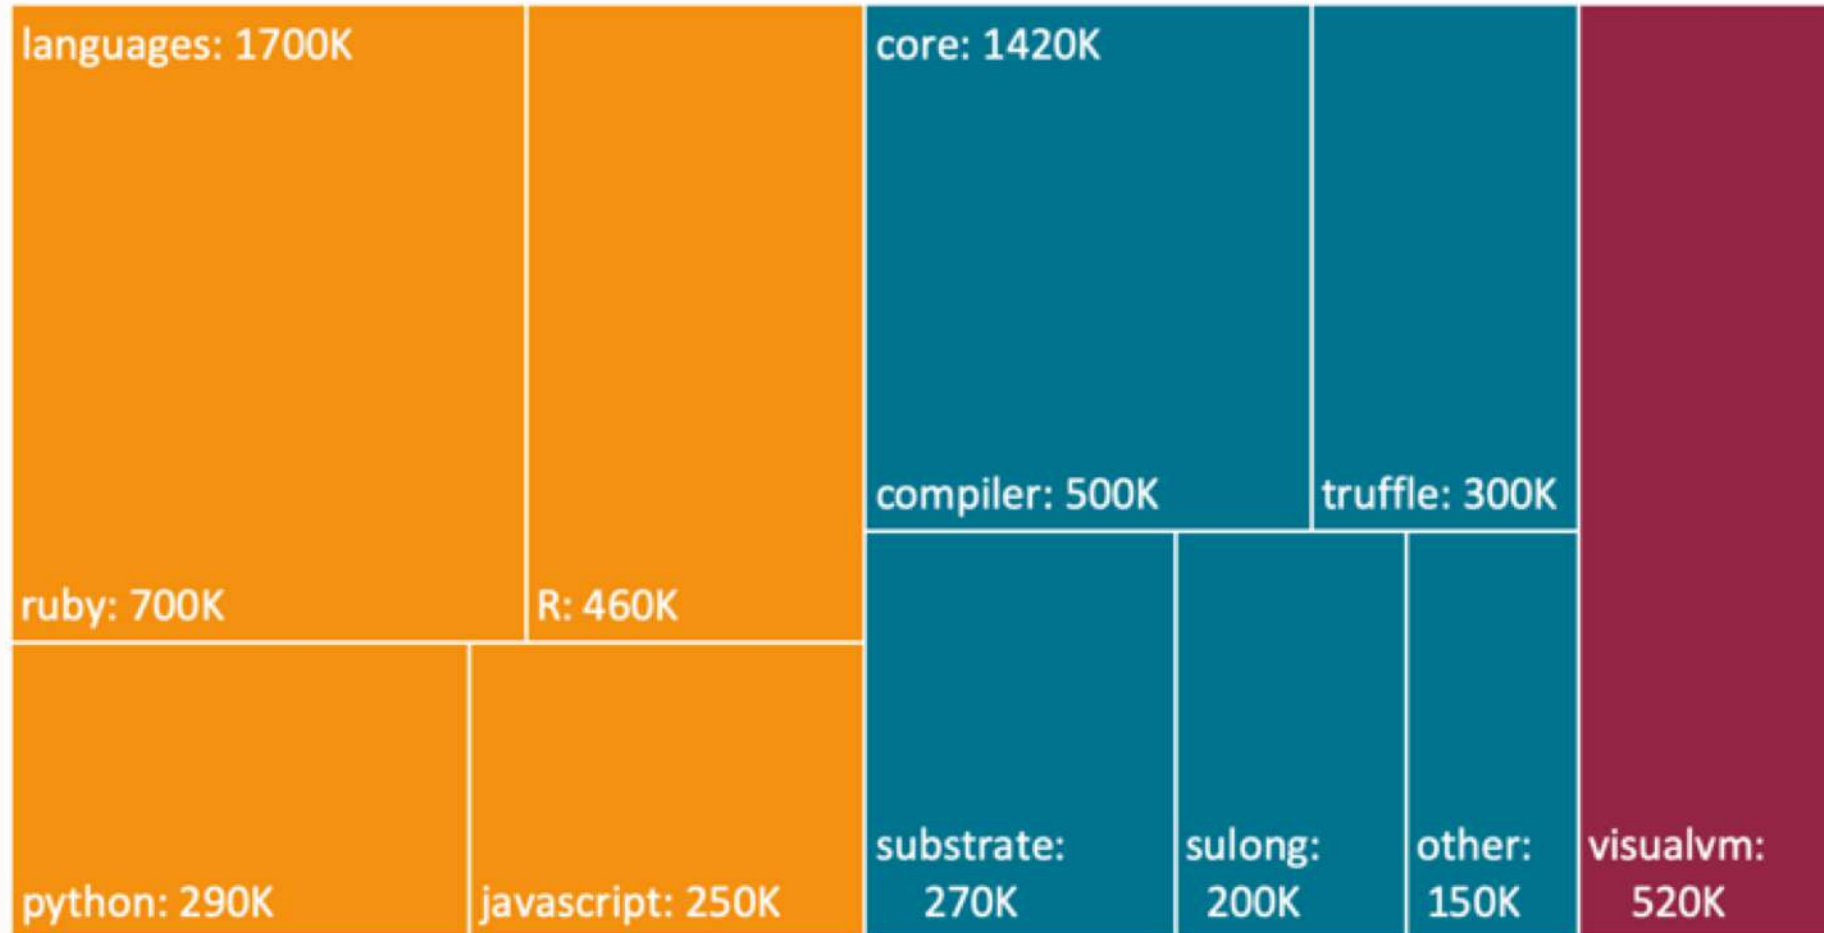 languages: 1700K
ruby: 700K
R: 460K
python: 290K
javascript: 250K
core: 1420K
compiler: 500K
truffle: 300K
substrate:
270K
sulong:
200K
other:
150K
visualvm:
520K